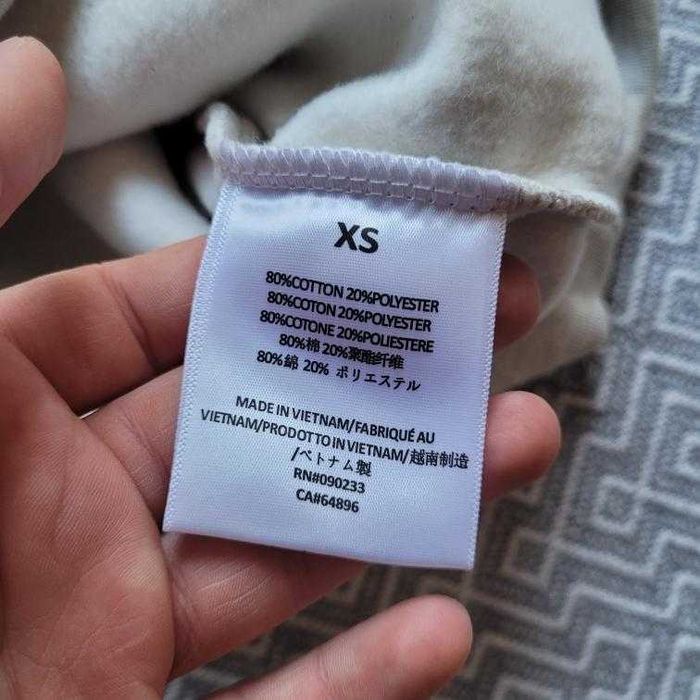 XS
80%COTTON 20%POLYESTER
80%COTON 20%POLYESTER
80%COTONE 20%POLIESTERE
80%棉 20%聚酯纤维
80%綿 20% ポリエステル
MADE IN VIETNAM/FABRIQUÉ AU
VIETNAM/PRODOTTO IN VIETNAM/越南制造
/ベトナム製
RN#090233
CA#64896